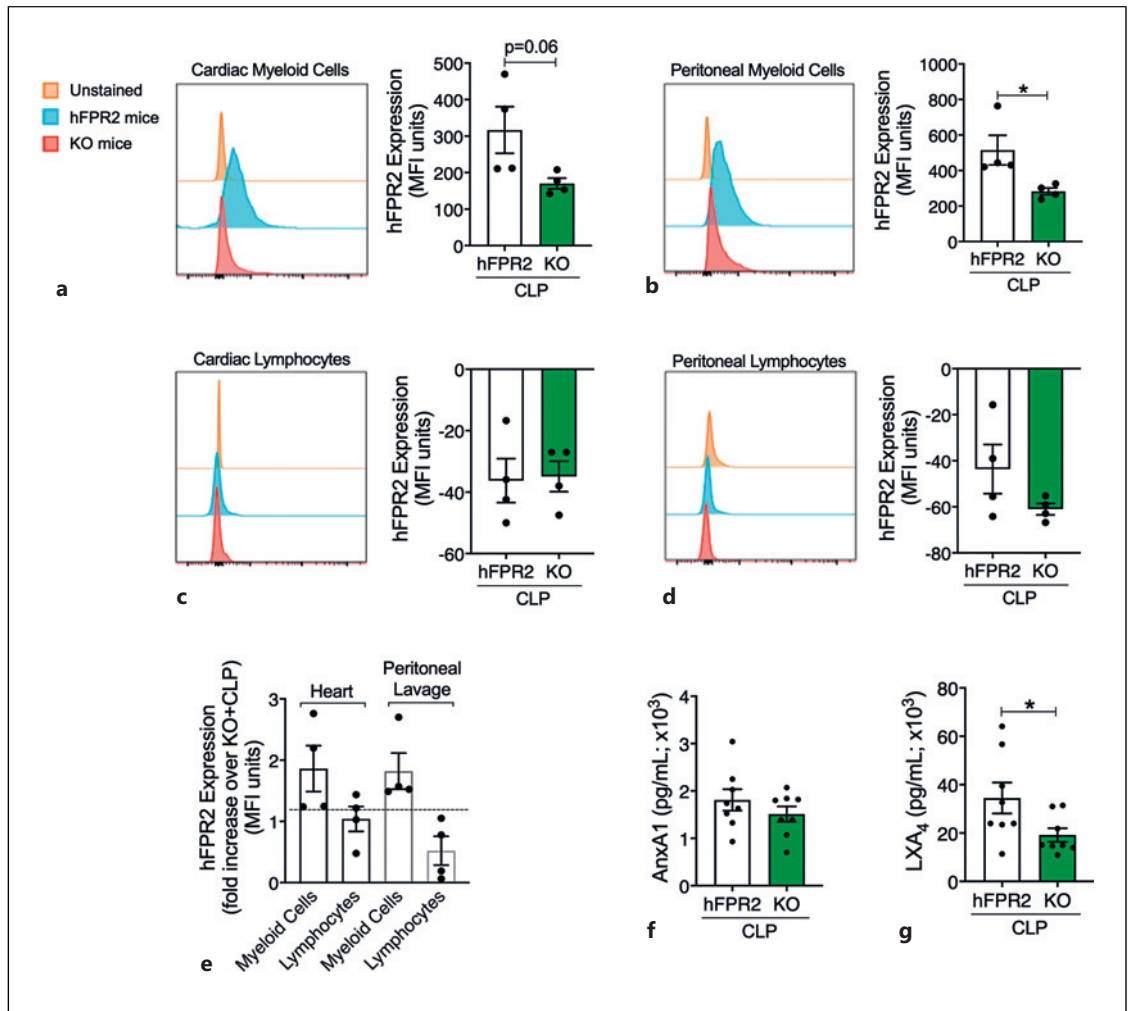 Unstained
hFPR2 mice
KO mice
Cardiac Myeloid Cells
hFPR2 Expression
(MFI units)
500
400
300
200
100
0
p=0.06
hFPR2 KO
CLP
a
Peritoneal Myeloid Cells
hFPR2 Expression
(MFI units)
1000
800
600
400
200
0
*
hFPR2 KO
CLP
b
Cardiac Lymphocytes
hFPR2 Expression
(MFI units)
0
-20
-40
-60
hFPR2 KO
CLP
c
Peritoneal Lymphocytes
hFPR2 Expression
(MFI units)
0
-20
-40
-60
-80
hFPR2 KO
CLP
d
hFPR2 Expression
(fold increase over KO+CLP)
(MFI units)
3
2
1
0
Heart
Peritoneal
Lavage
Myeloid Cells
Lymphocytes
Myeloid Cells
Lymphocytes
e
AnxA1 (pg/mL; x10³)
4
3
2
1
0
hFPR2 KO
CLP
f
LXA₄ (pg/mL; x10³)
80
60
40
20
0
*
hFPR2 KO
CLP
g